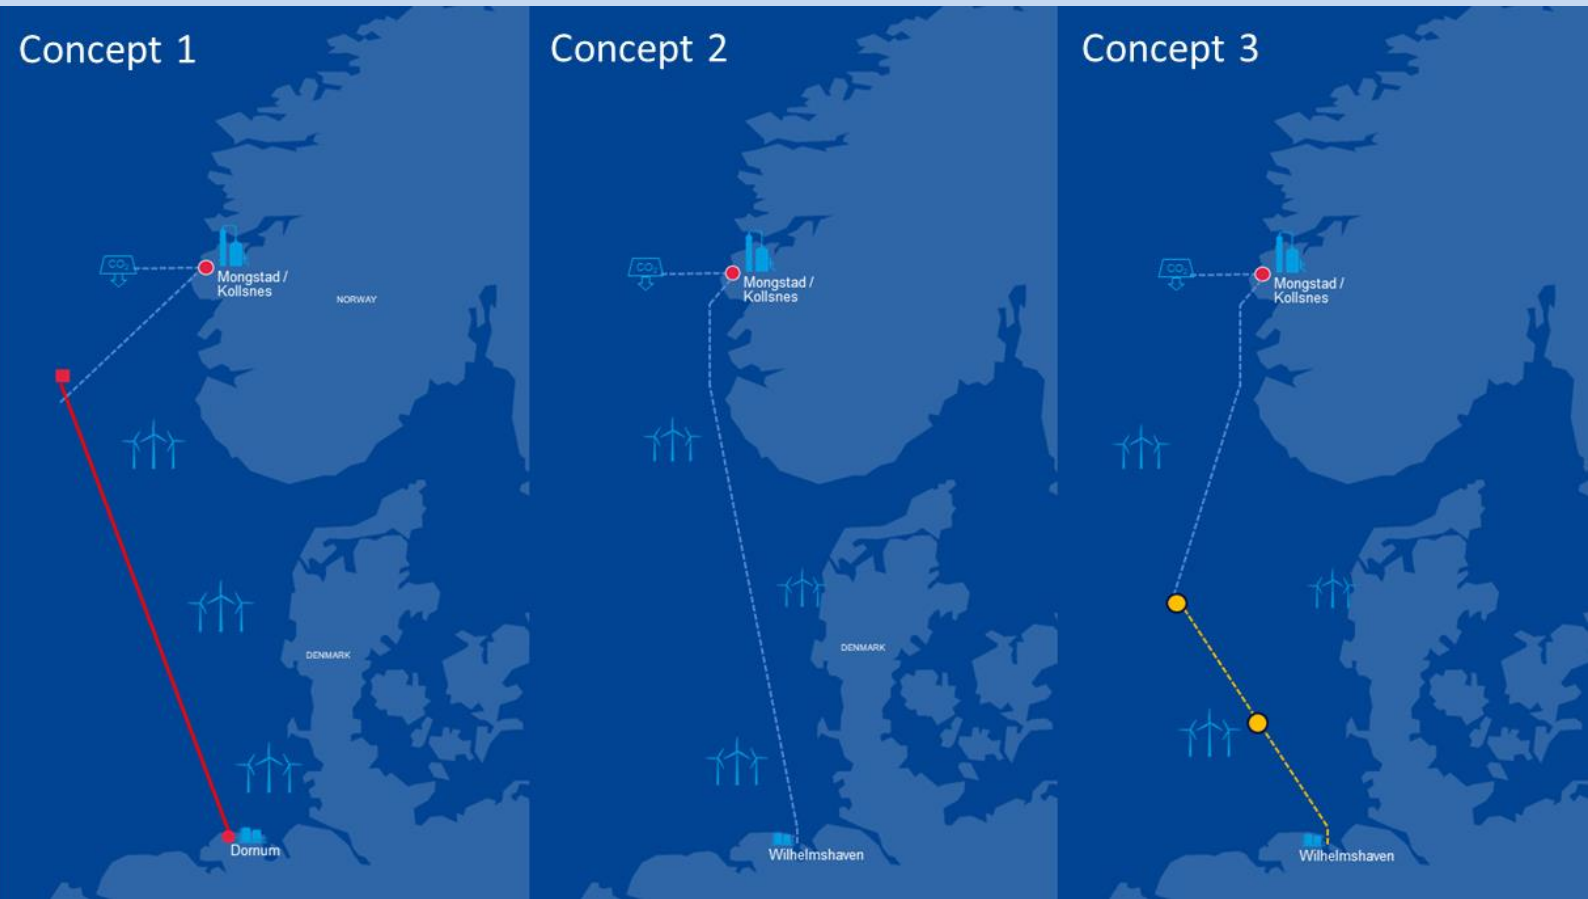 Concept 1
CO₂
Mongstad /
Kollsnes
NORWAY
DENMARK
Dornum
Concept 2
CO₂
Mongstad /
Kollsnes
DENMARK
Wilhelmshaven
Concept 3
CO₂
Mongstad /
Kollsnes
Wilhelmshaven